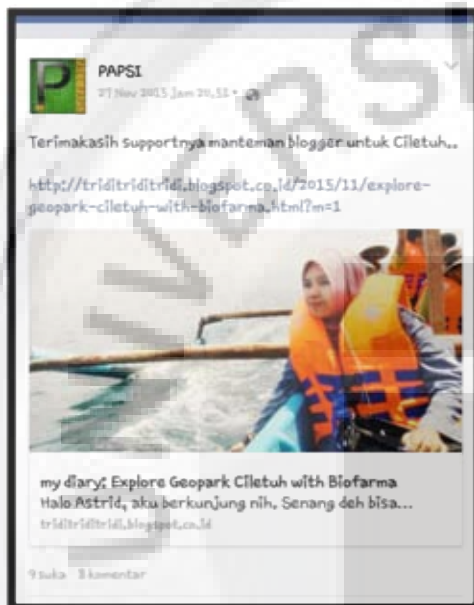 PAPSI
27 Nov 2015 jam 20.51
Terimakasih supportnya manteman blogger untuk Ciletuh..
http://triditriditridi.blogspot.co.id/2015/11/explore-
geopark-ciletuh-with-biofarma.html?m=1
my diary: Explore Geopark Ciletuh with Biofarma
Halo Astrid, aku berkunjung nih. Senang deh bisa...
triditriditridi.blogspot.co.id
9 suka 3 komentar
UNIVERS